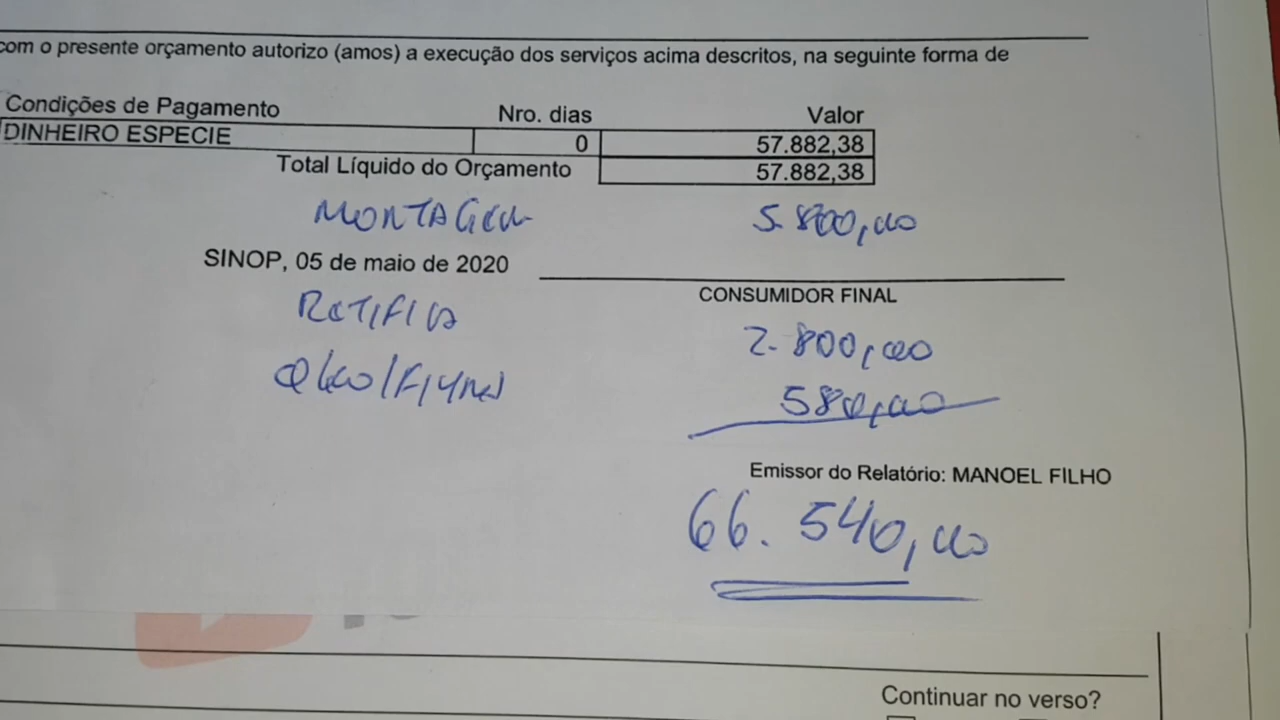 com o presente orçamento autorizo (amos) a execução dos serviços acima descritos, na seguinte forma de
Condições de Pagamento Nro. dias Valor
DINHEIRO ESPECIE 0 57.882,38
Total Líquido do Orçamento 57.882,38
MONTAGEM 5.800,00
SINOP, 05 de maio de 2020
CONSUMIDOR FINAL
RETIFICA 2.800,00
Oleo/Filtros 580,00
Emissor do Relatório: MANOEL FILHO
66.540,00
Continuar no verso?